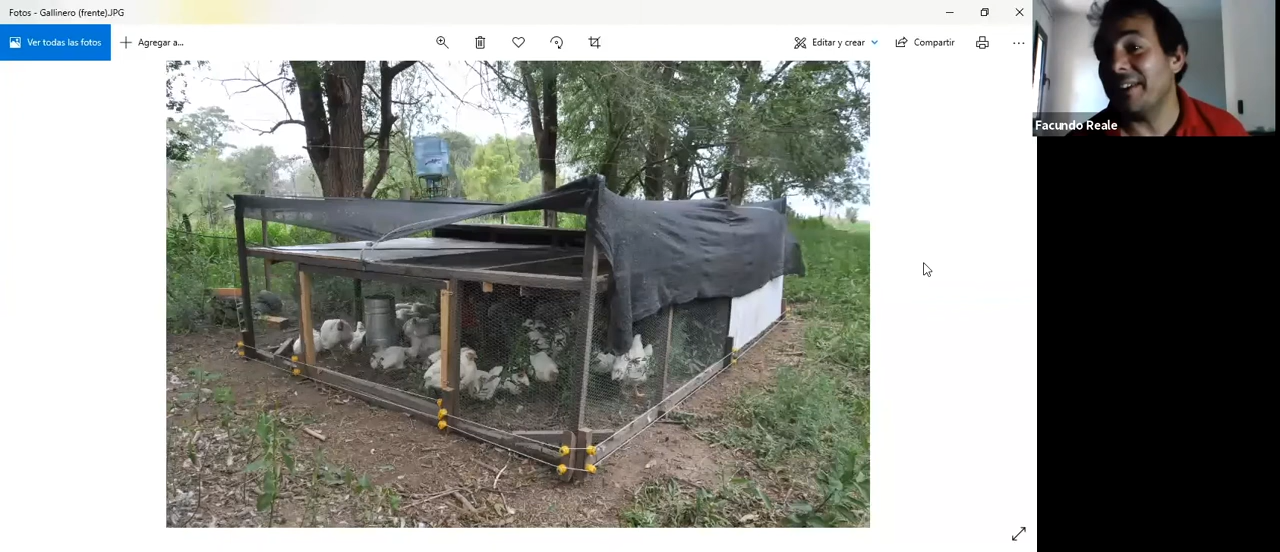 Fotos - Gallinero (frente).JPG
Ver todas las fotos
Agregar a...
Editar y crear
Compartir
Facundo Reale